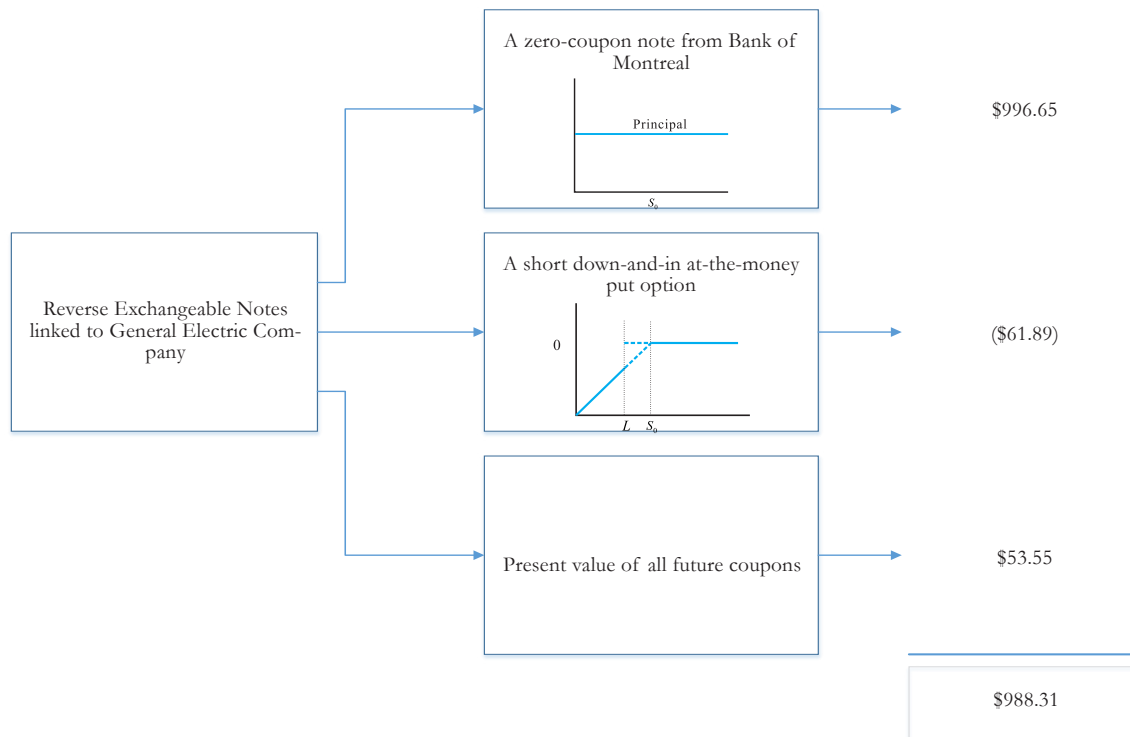 A zero-coupon note from Bank of
Montreal
Principal
S₀
$996.65
Reverse Exchangeable Notes
linked to General Electric Com-
pany
A short down-and-in at-the-money
put option
0
L S₀
($61.89)
Present value of all future coupons
$53.55
$988.31